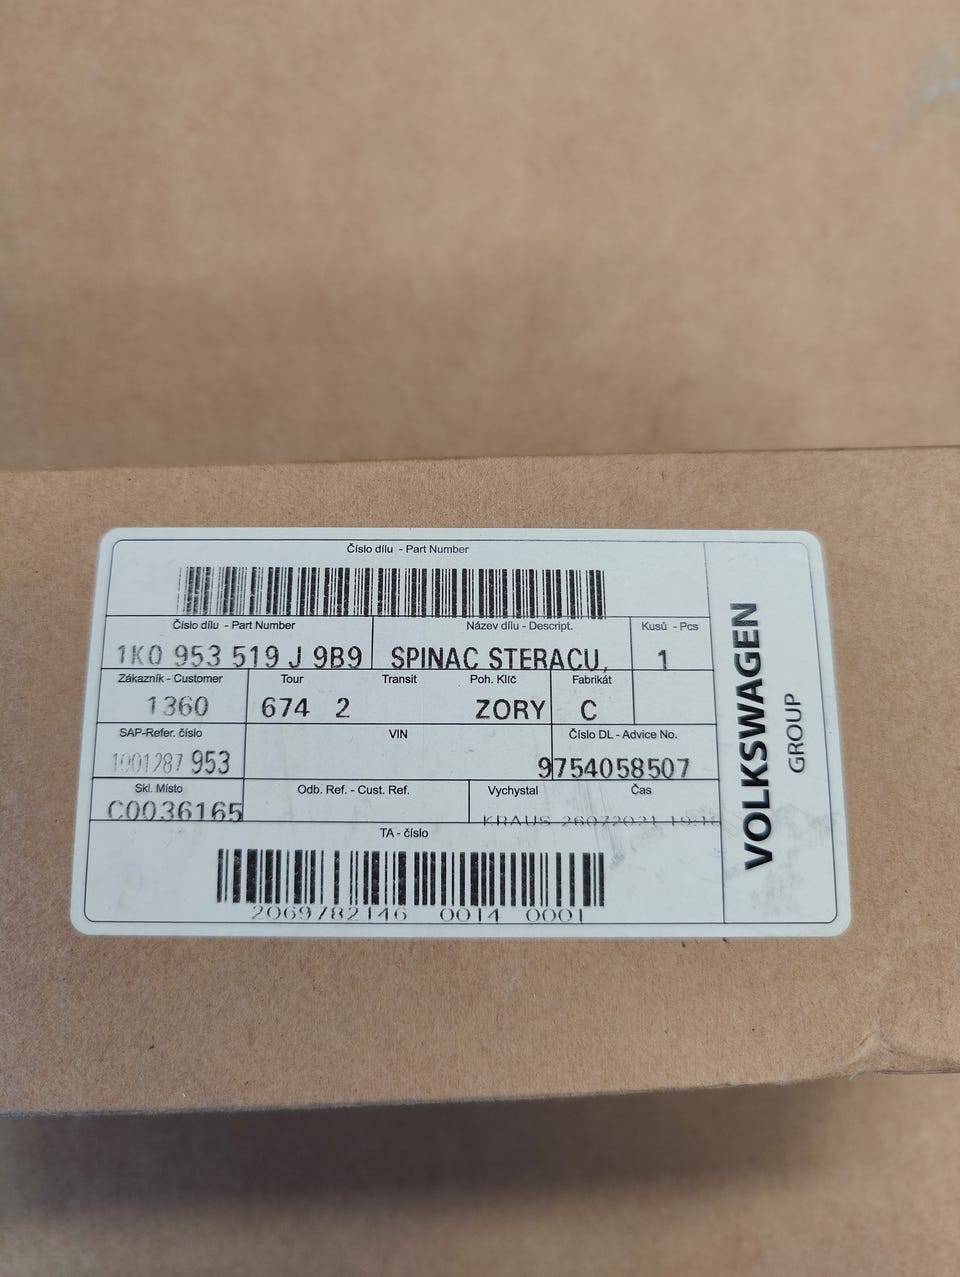 Číslo dílu - Part Number
Číslo dílu - Part Number Název dílu - Descript. Kusů - Pcs
1K0 953 519 J 9B9 SPINAC STERACU, 1
Zákazník - Customer Tour Transit Poh. Klíč Fabrikát
1360 674 2 ZORY C
SAP-Refer. číslo VIN Číslo DL - Advice No.
1001287 953 9754058507
Skl. Místo Odb. Ref. - Cust. Ref. Vychystal Čas
C0036165 KRAUS 26072021
TA - číslo
2069782146 0014 0001
VOLKSWAGEN
GROUP